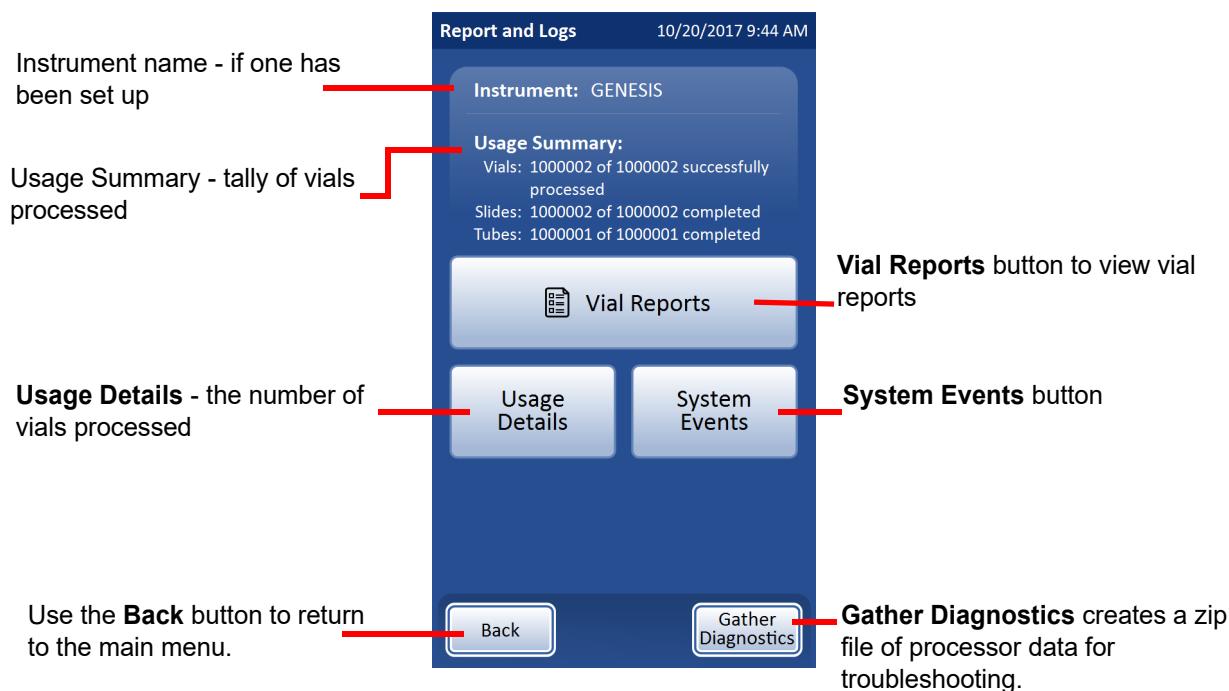 Report and Logs 10/20/2017 9:44 AM
Instrument name - if one has
been set up
Instrument: GENESIS
Usage Summary - tally of vials
processed
Usage Summary:
Vials: 1000002 of 1000002 successfully
processed
Slides: 1000002 of 1000002 completed
Tubes: 1000001 of 1000001 completed
Vial Reports
Vial Reports button to view vial
reports
Usage Details - the number of
vials processed
Usage
Details
System
Events
System Events button
Use the Back button to return
to the main menu.
Back
Gather
Diagnostics
Gather Diagnostics creates a zip
file of processor data for
troubleshooting.